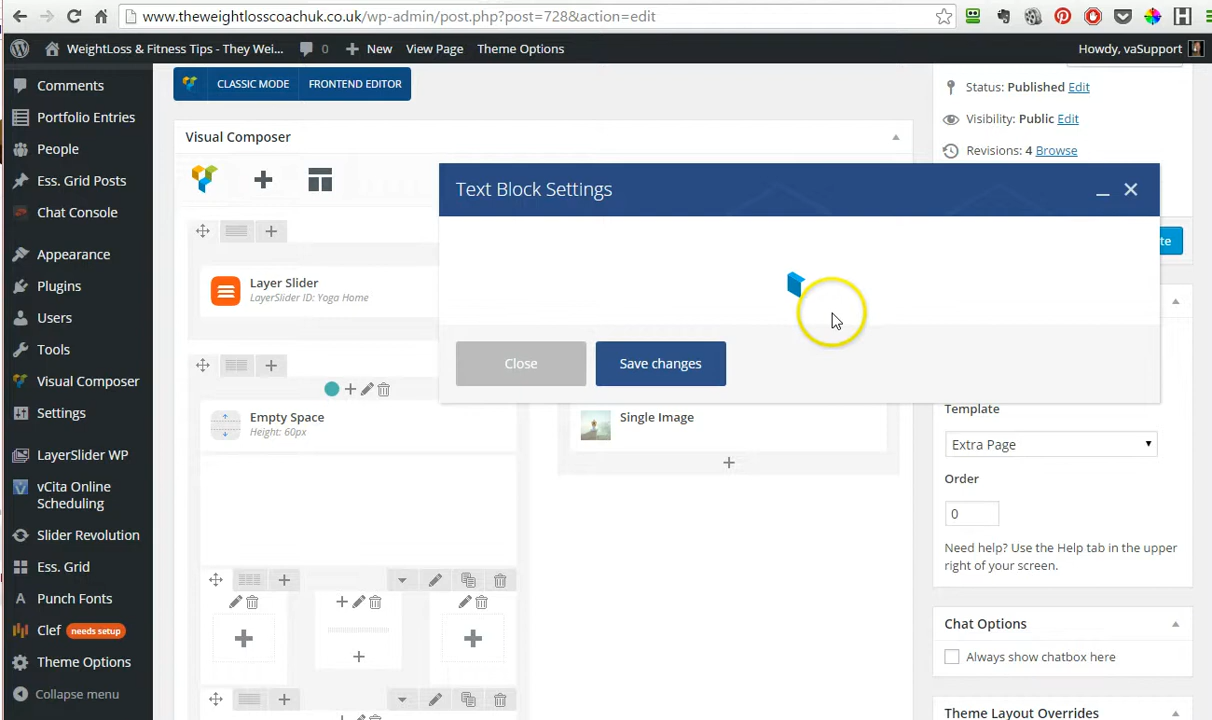 www.theweightlosscoachuk.co.uk/wp-admin/post.php?post=728&action=edit
WeightLoss & Fitness Tips - They Wei... 0 New View Page Theme Options Howdy, vaSupport
Comments
Portfolio Entries
People
Ess. Grid Posts
Chat Console
Appearance
Plugins
Users
Tools
Visual Composer
Settings
LayerSlider WP
vCita Online
Scheduling
Slider Revolution
Ess. Grid
Punch Fonts
Clef needs setup
Theme Options
Collapse menu
CLASSIC MODE FRONTEND EDITOR
Visual Composer
Layer Slider
LayerSlider ID: Yoga Home
Empty Space
Height: 60px
Text Block Settings
Close Save changes
Single Image
Status: Published Edit
Visibility: Public Edit
Revisions: 4 Browse
te
Template
Extra Page
Order
0
Need help? Use the Help tab in the upper
right of your screen.
Chat Options
Always show chatbox here
Theme Layout Overrides